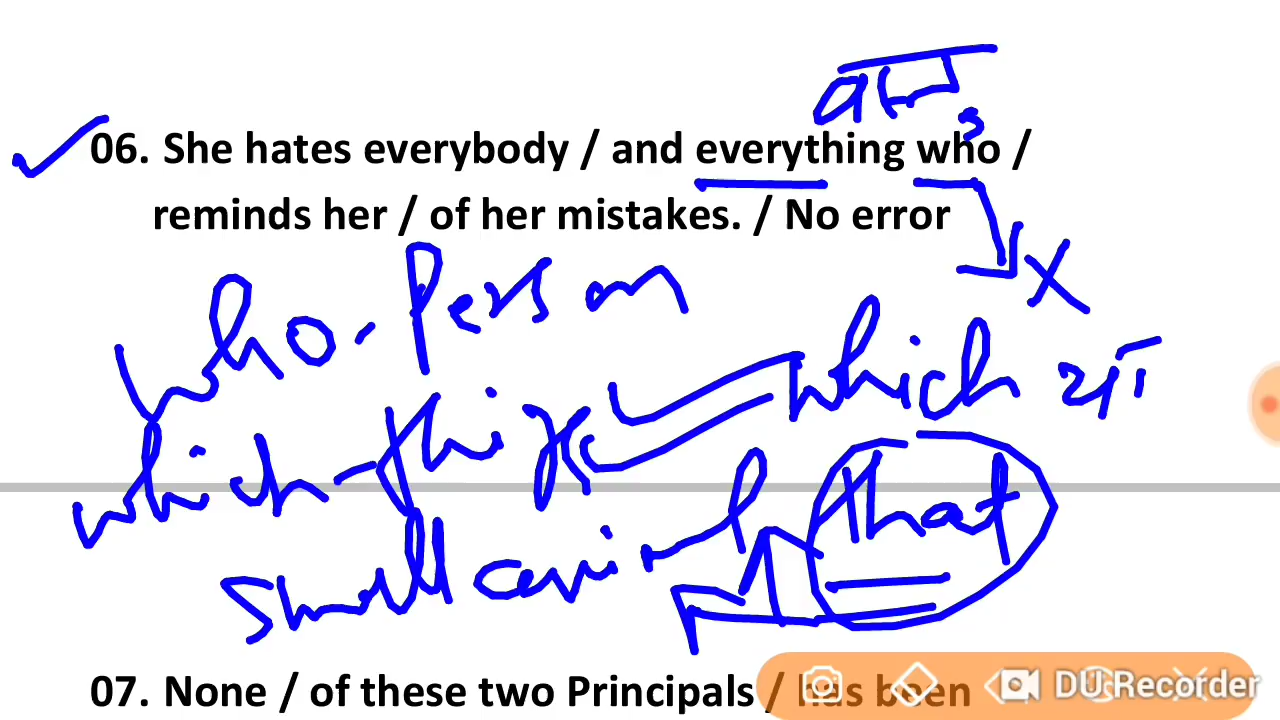 06. She hates everybody / and everything who /
reminds her / of her mistakes. / No error
who - Person
which - thing which या
small animal that
07. None / of these two Principals / has been
DU Recorder